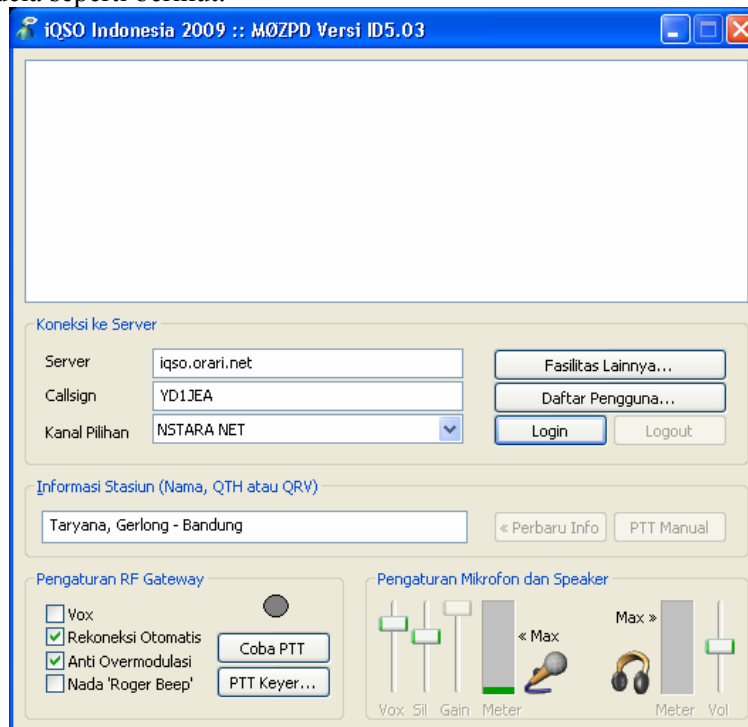 seperti berikut:
iQSO Indonesia 2009 :: MØZPD Versi ID5.03
Koneksi ke Server
Server
iqso.orari.net
Fasilitas Lainnya...
Callsign
YD1JEA
Daftar Pengguna...
Kanal Pilihan
NSTARA NET
Login
Logout
Informasi Stasiun (Nama, QTH atau QRV)
Taryana, Gerlong - Bandung
« Perbaru Info
PTT Manual
Pengaturan RF Gateway
Vox
Rekoneksi Otomatis
Anti Overmodulasi
Nada 'Roger Beep'
Coba PTT
PTT Keyer...
Pengaturan Mikrofon dan Speaker
« Max
Max »
Vox Sil Gain Meter
Meter Vol